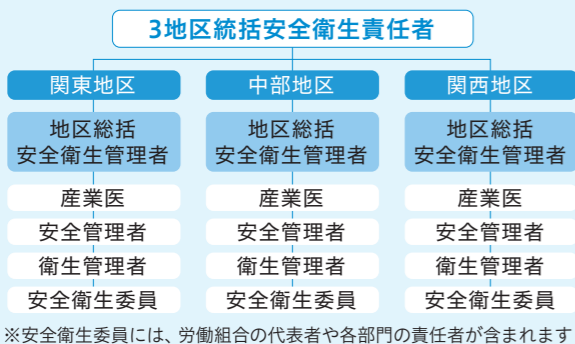 3地区統括安全衛生責任者
関東地区
地区総括
安全衛生管理者
産業医
安全管理者
衛生管理者
安全衛生委員
中部地区
地区総括
安全衛生管理者
産業医
安全管理者
衛生管理者
安全衛生委員
関西地区
地区総括
安全衛生管理者
産業医
安全管理者
衛生管理者
安全衛生委員
※安全衛生委員には、労働組合の代表者や各部門の責任者が含まれます